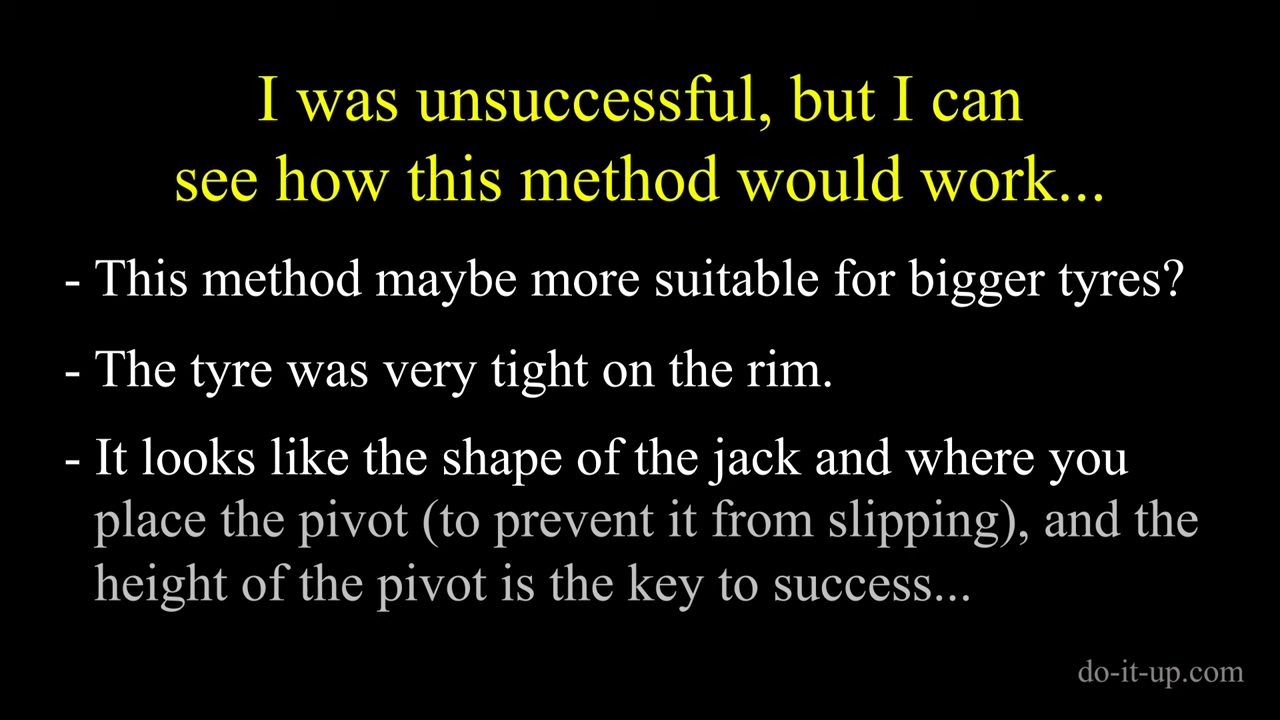 I was unsuccessful, but I can
see how this method would work...
- This method maybe more suitable for bigger tyres?
- The tyre was very tight on the rim.
- It looks like the shape of the jack and where you
place the pivot (to prevent it from slipping), and the
height of the pivot is the key to success...
do-it-up.com